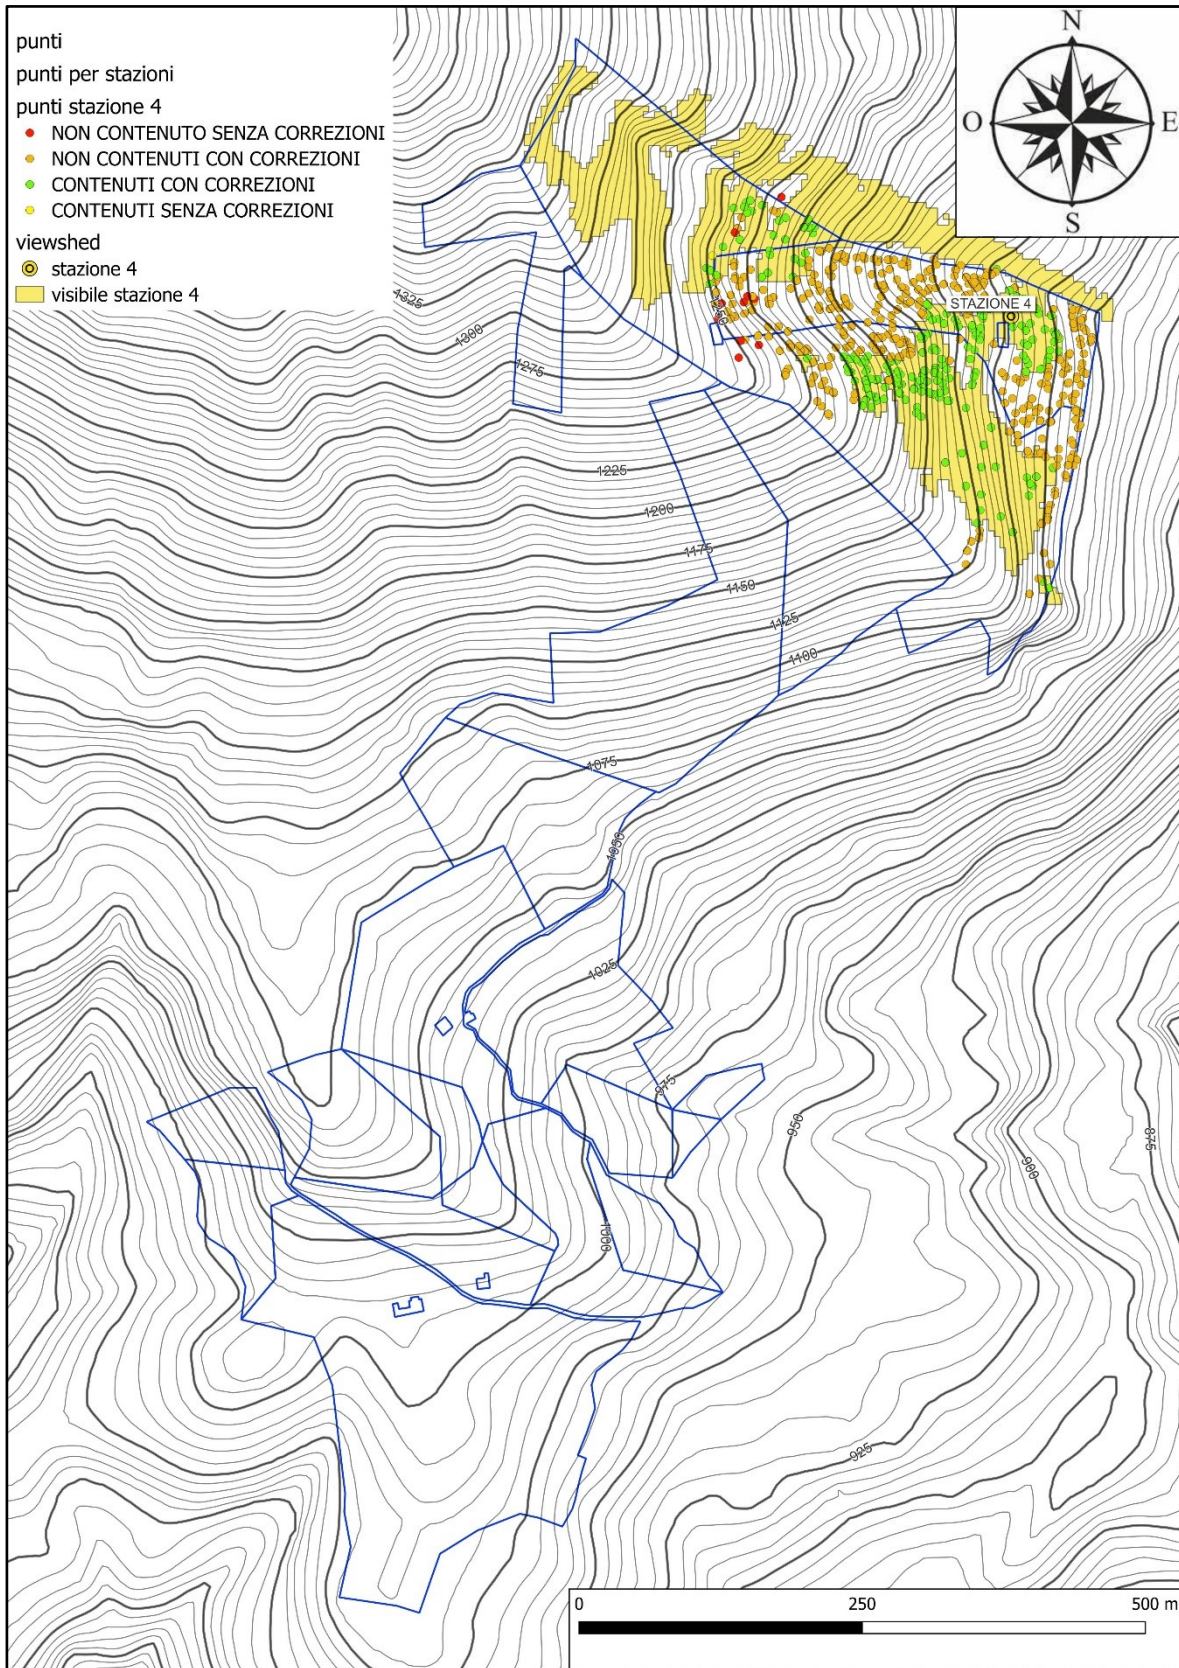 punti
punti per stazioni
punti stazione 4
NON CONTENUTO SENZA CORREZIONI
NON CONTENUTI CON CORREZIONI
CONTENUTI CON CORREZIONI
CONTENUTI SENZA CORREZIONI
viewshed
stazione 4
visibile stazione 4
N
O
E
S
STAZIONE 4
1325
1300
1275
1250
1225
1200
1175
1150
1125
1100
1075
1050
1025
975
950
875
900
1000
925
0
250
500 m